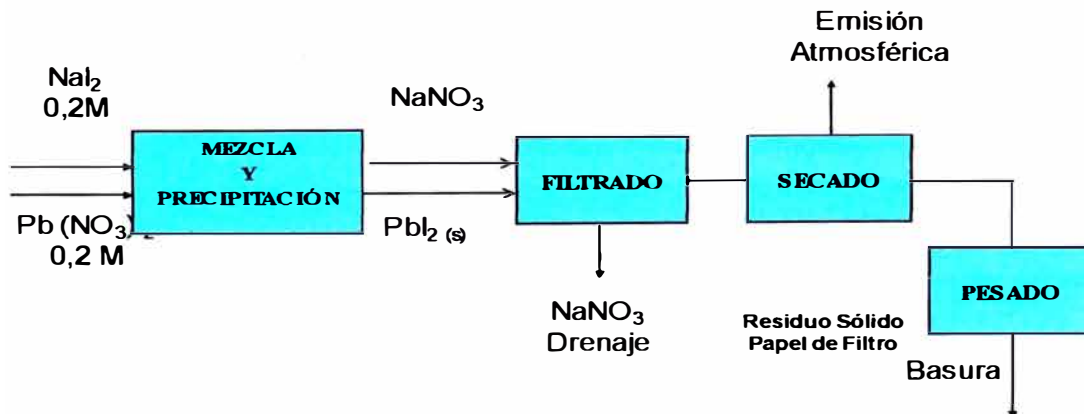 NaI₂
0,2M
Pb (NO₃)₂
0,2 M
MEZCLA
Y
PRECIPITACIÓN
NaNO₃
PbI₂ (s)
FILTRADO
NaNO₃
Drenaje
SECADO
Emisión
Atmosférica
PESADO
Residuo Sólido
Papel de Filtro
Basura